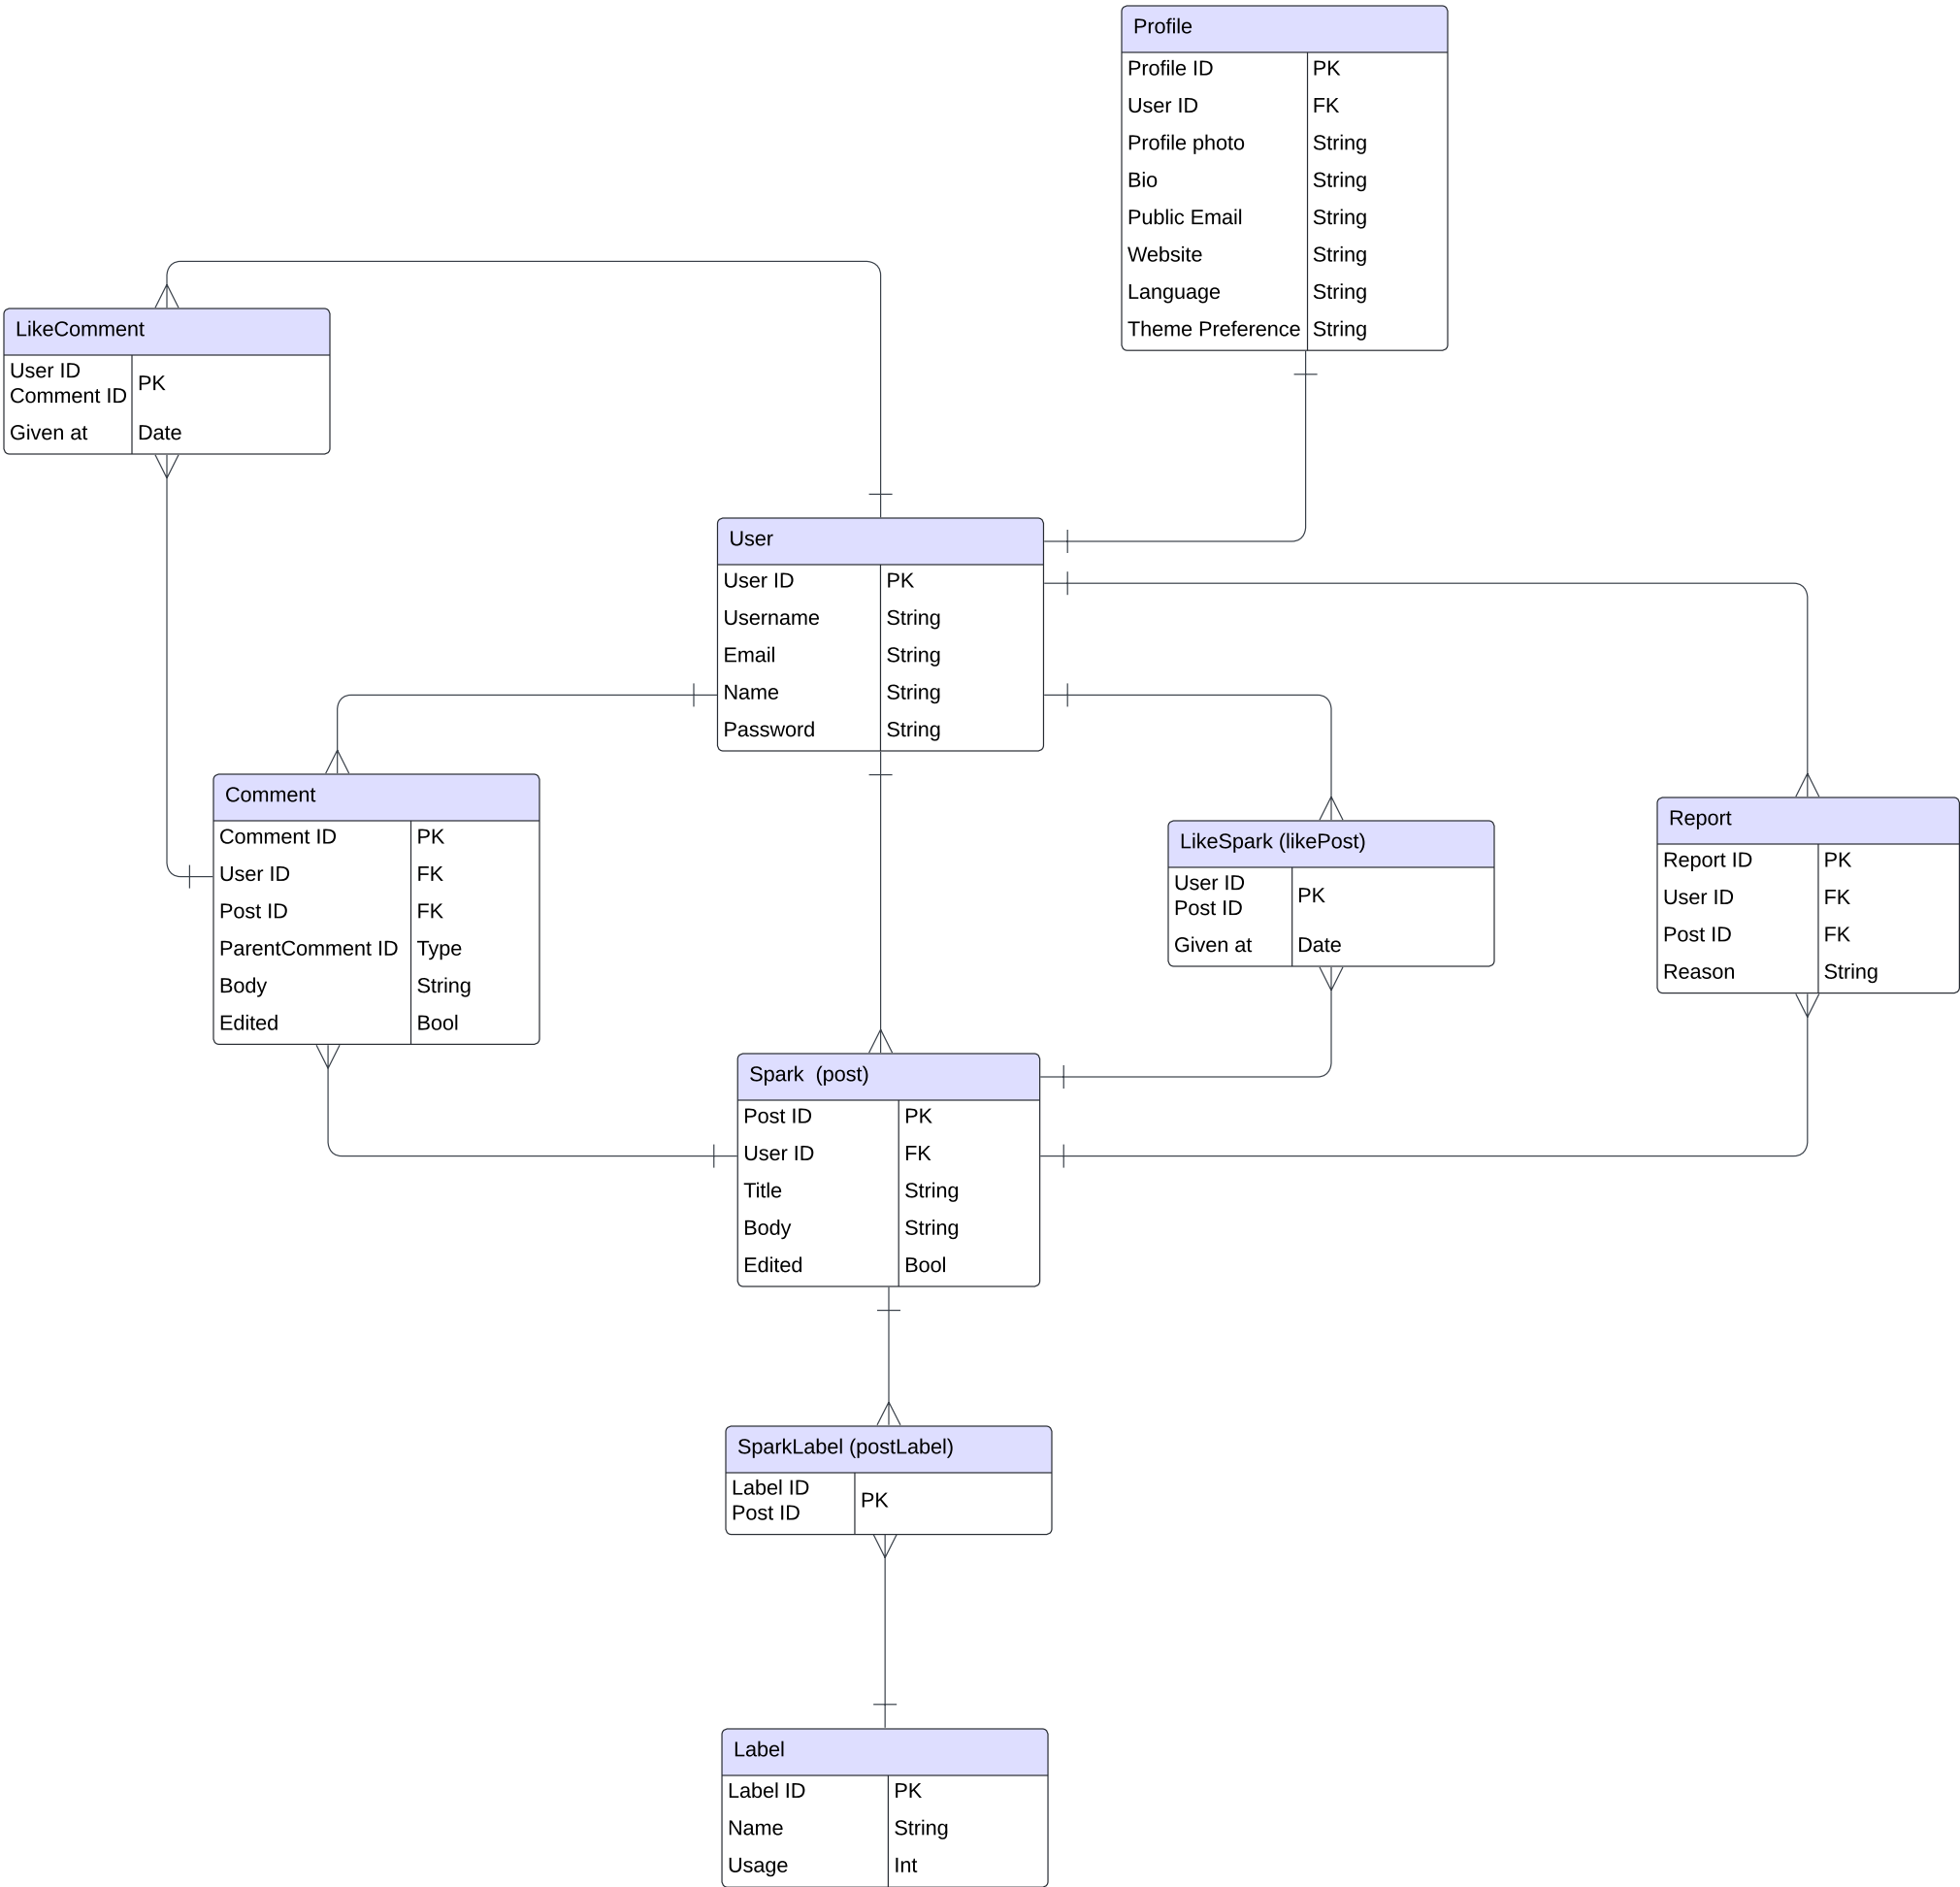 Profile
Profile ID PK
User ID FK
Profile photo String
Bio String
Public Email String
Website String
Language String
Theme Preference String
LikeComment
User ID
Comment ID
PK
Given at Date
User
User ID PK
Username String
Email String
Name String
Password String
Comment
Comment ID PK
User ID FK
Post ID FK
ParentComment ID Type
Body String
Edited Bool
LikeSpark (likePost)
User ID
Post ID
PK
Given at Date
Report
Report ID PK
User ID FK
Post ID FK
Reason String
Spark (post)
Post ID PK
User ID FK
Title String
Body String
Edited Bool
SparkLabel (postLabel)
Label ID
Post ID
PK
Label
Label ID PK
Name String
Usage Int